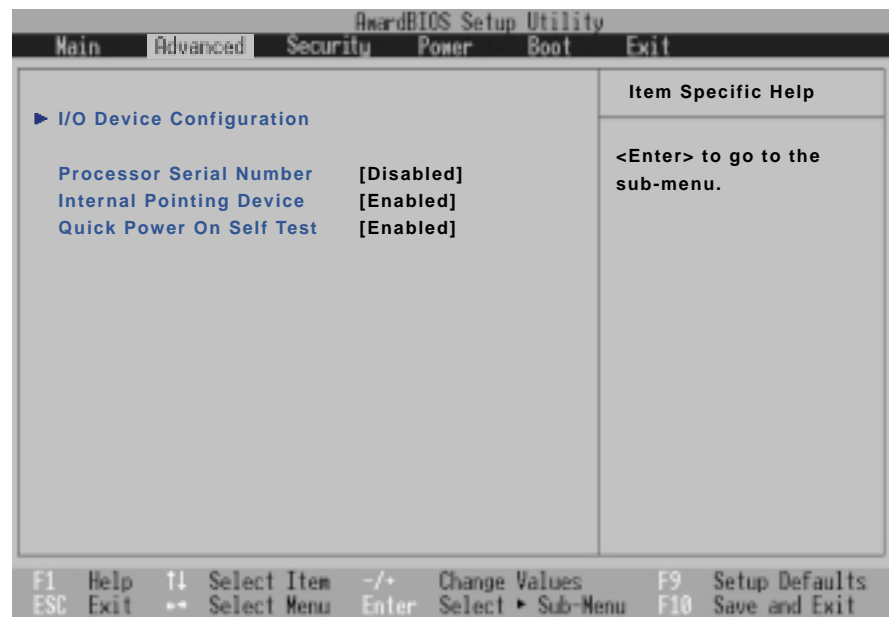 AwardBIOS Setup Utility
Main Advanced Security Power Boot Exit
Item Specific Help
▶ I/O Device Configuration
<Enter> to go to the
sub-menu.
Processor Serial Number [Disabled]
Internal Pointing Device [Enabled]
Quick Power On Self Test [Enabled]
F1 Help ↑↓ Select Item -/+ Change Values F9 Setup Defaults
ESC Exit ←→ Select Menu Enter Select ▶ Sub-Menu F10 Save and Exit